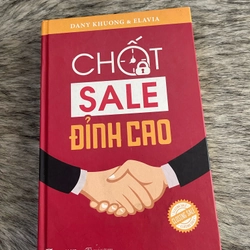 DANY KHUONG & ELAVIA
CHỐT
SALE
ĐỈNH CAO